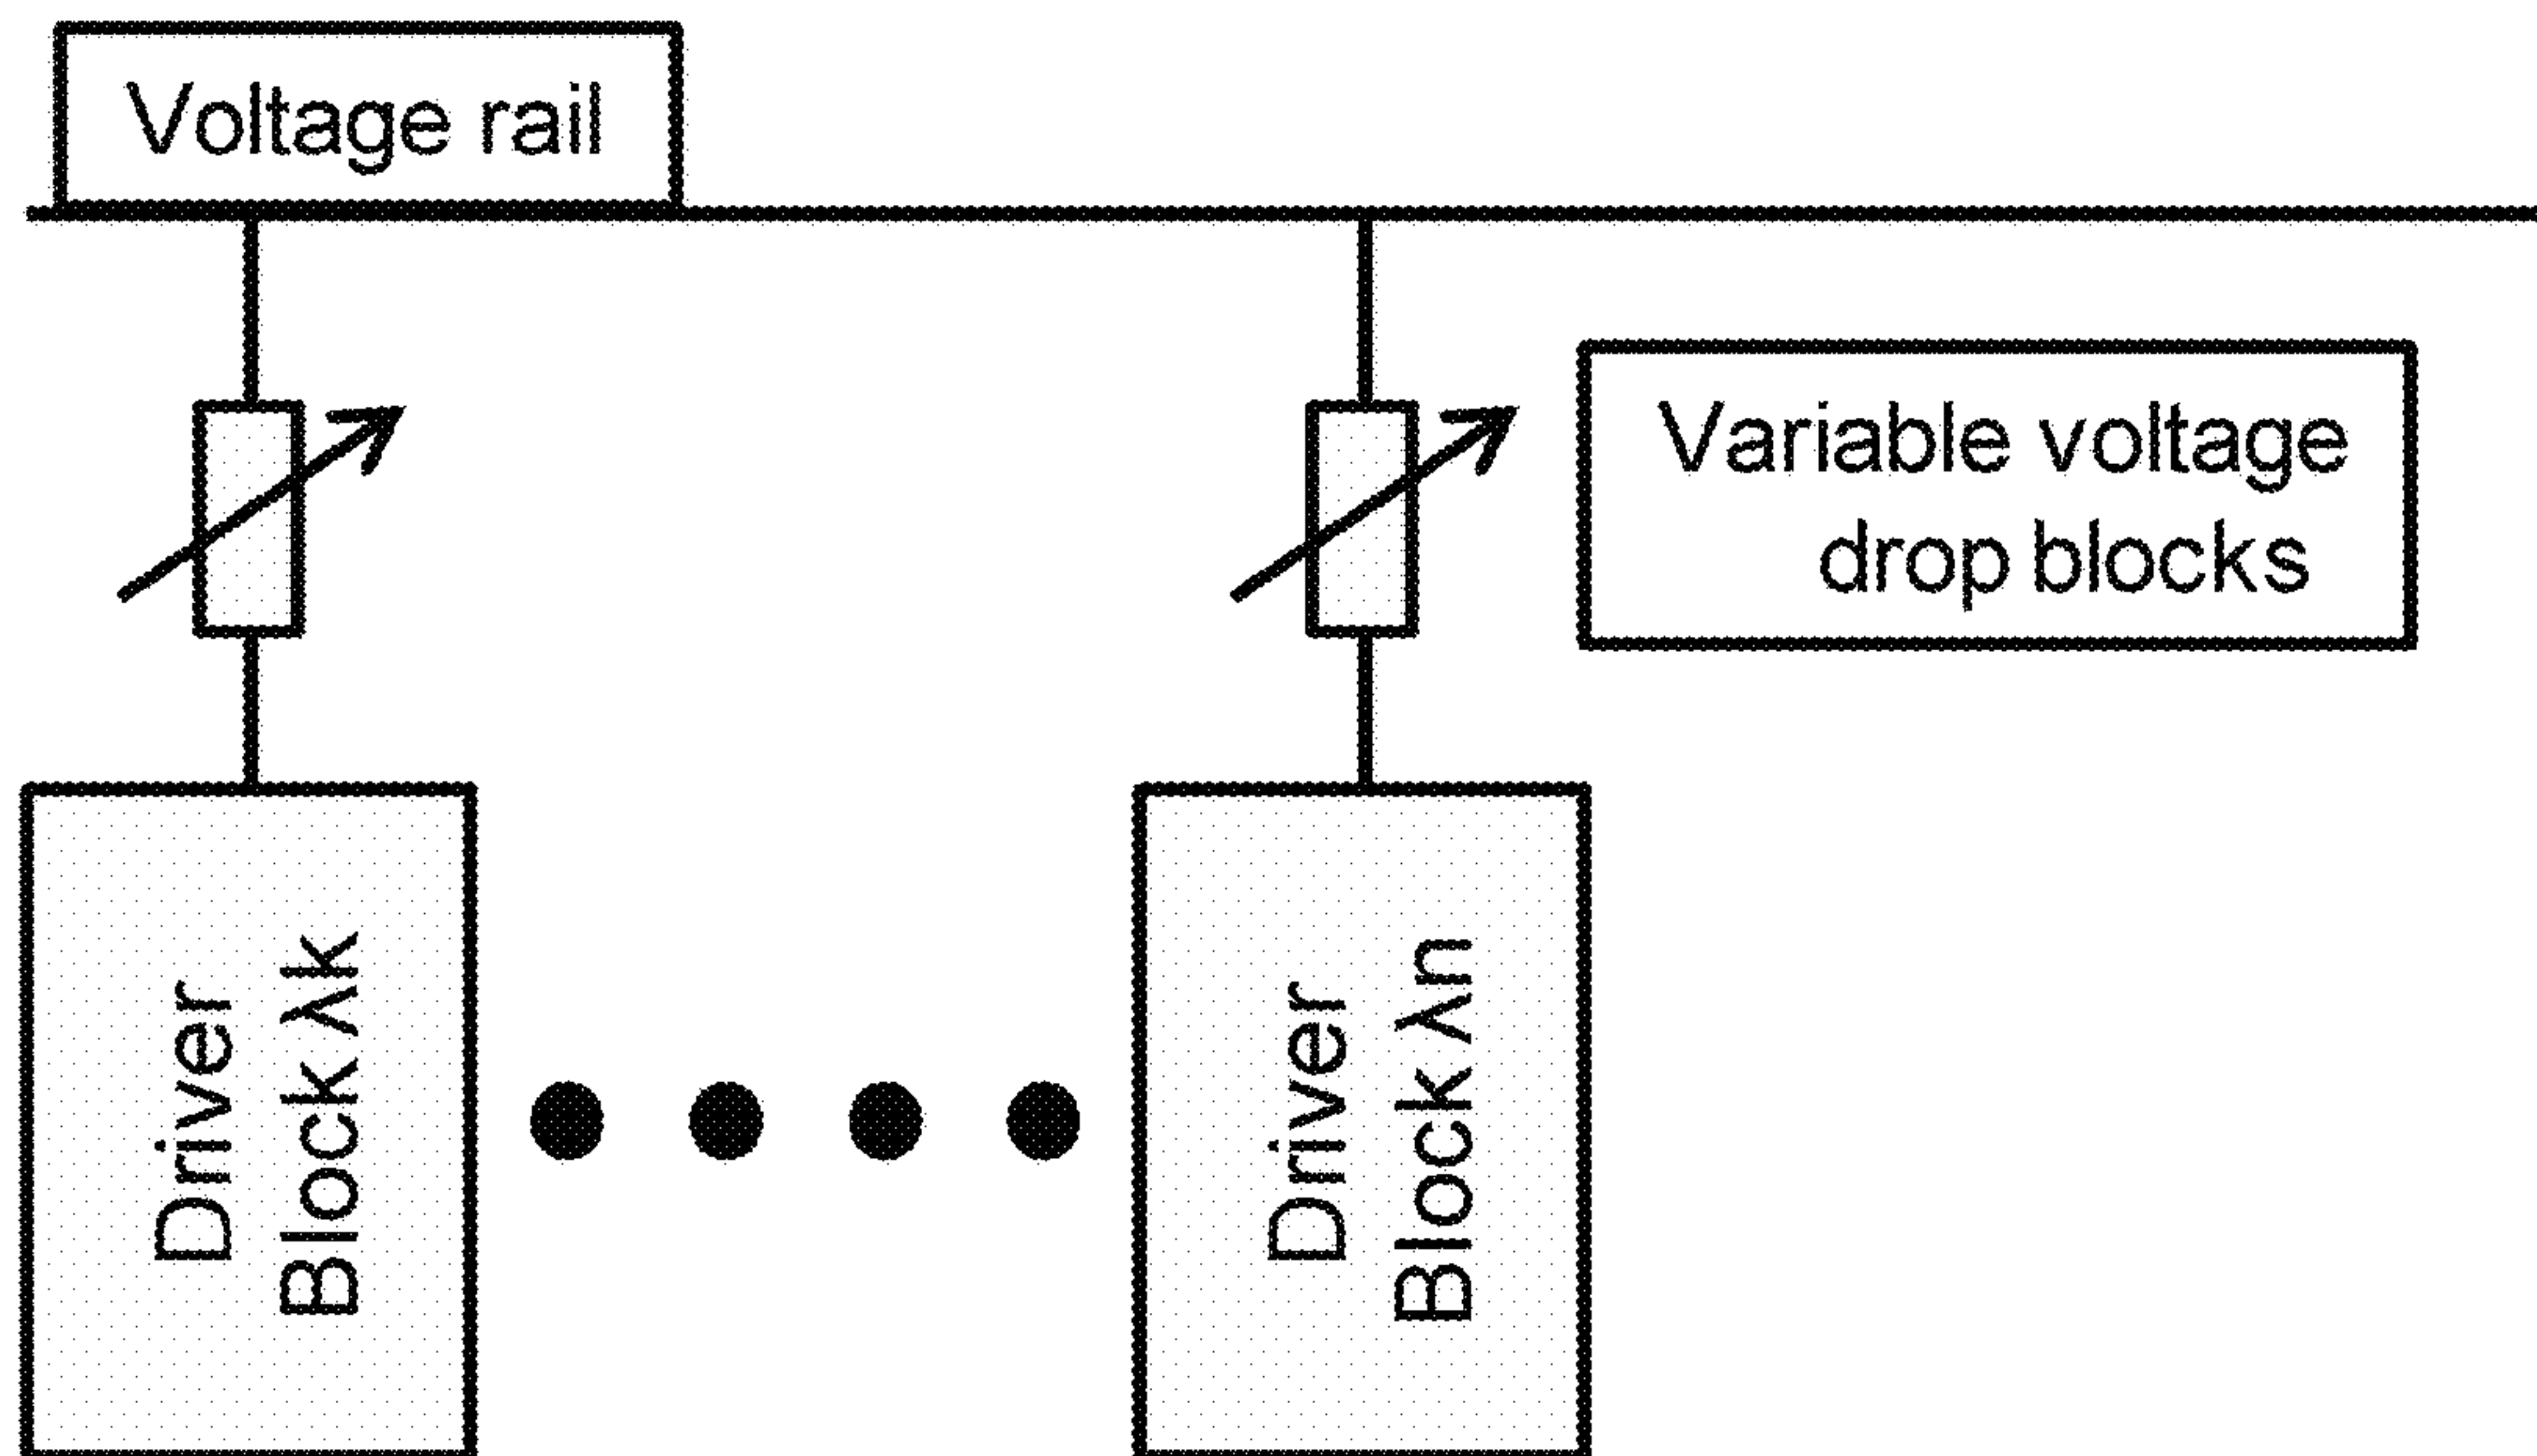 Voltage rail
Variable voltage
drop blocks
Driver
Block λk
Driver
Block λn